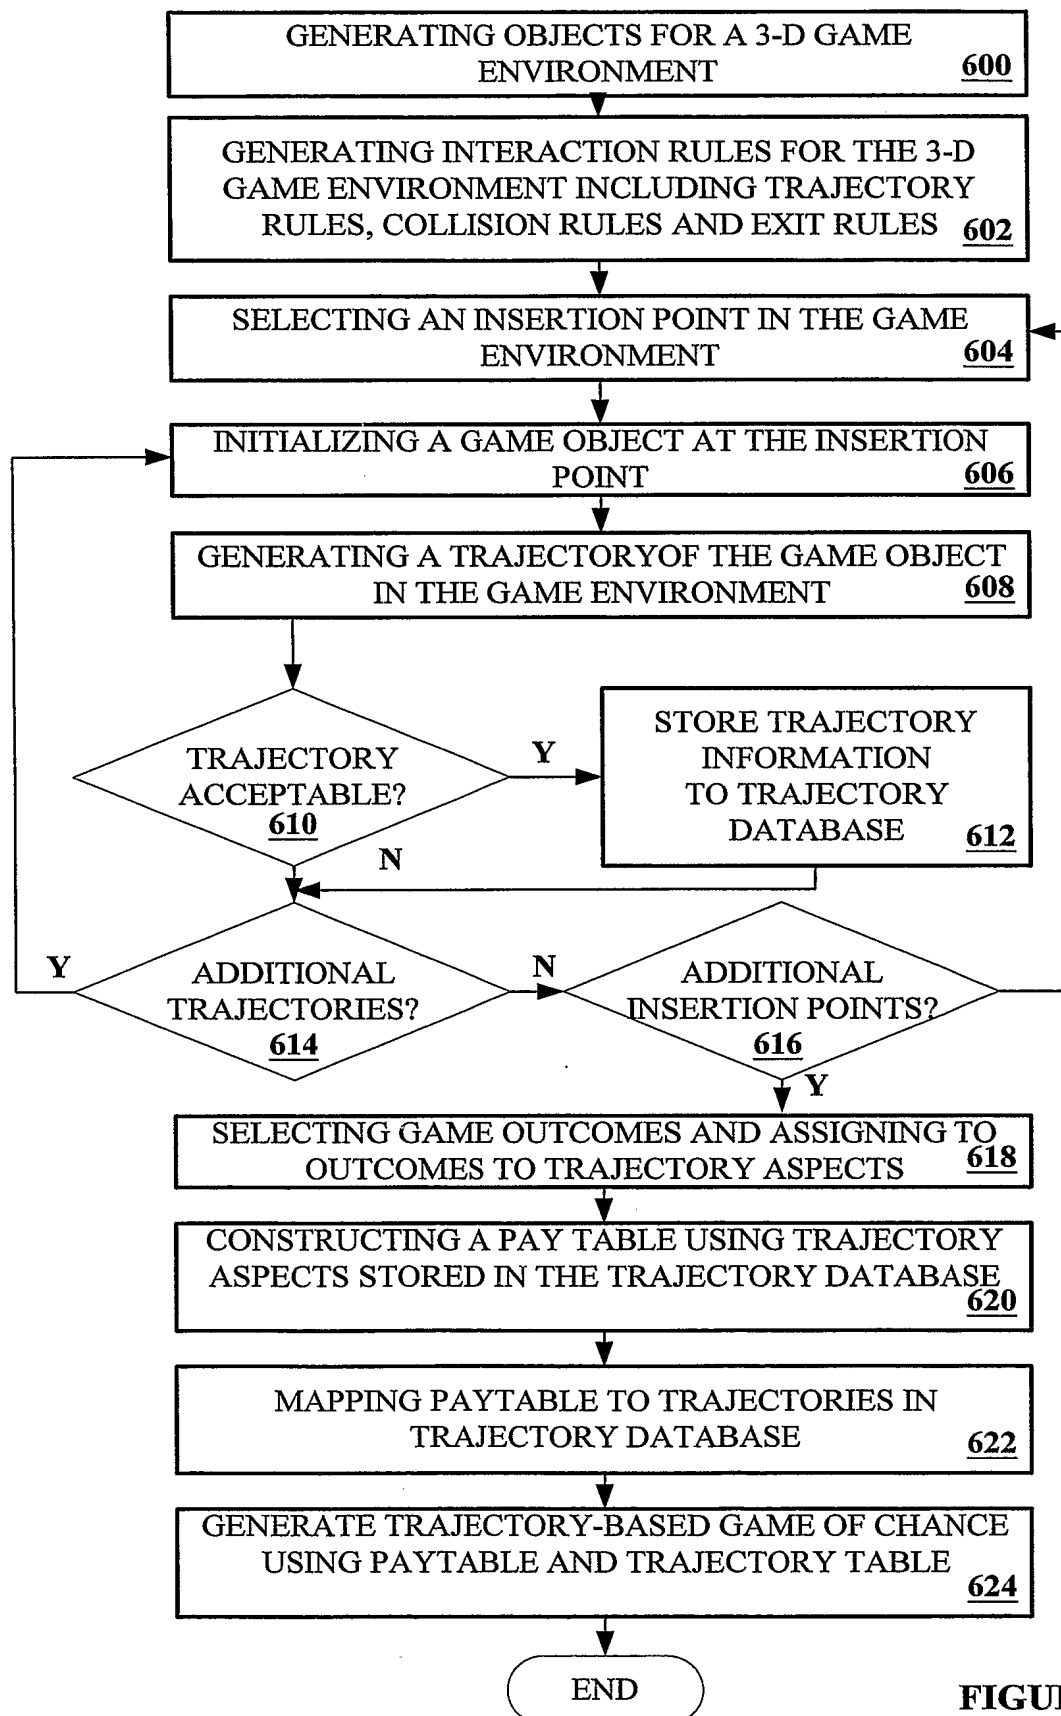 GENERATING OBJECTS FOR A 3-D GAME
ENVIRONMENT
600
GENERATING INTERACTION RULES FOR THE 3-D
GAME ENVIRONMENT INCLUDING TRAJECTORY
RULES, COLLISION RULES AND EXIT RULES
602
SELECTING AN INSERTION POINT IN THE GAME
ENVIRONMENT
604
INITIALIZING A GAME OBJECT AT THE INSERTION
POINT
606
GENERATING A TRAJECTORYOF THE GAME OBJECT
IN THE GAME ENVIRONMENT
608
TRAJECTORY
ACCEPTABLE?
610
Y
STORE TRAJECTORY
INFORMATION
TO TRAJECTORY
DATABASE
612
N
Y
ADDITIONAL
TRAJECTORIES?
614
N
ADDITIONAL
INSERTION POINTS?
616
Y
SELECTING GAME OUTCOMES AND ASSIGNING TO
OUTCOMES TO TRAJECTORY ASPECTS
618
CONSTRUCTING A PAY TABLE USING TRAJECTORY
ASPECTS STORED IN THE TRAJECTORY DATABASE
620
MAPPING PAYTABLE TO TRAJECTORIES IN
TRAJECTORY DATABASE
622
GENERATE TRAJECTORY-BASED GAME OF CHANCE
USING PAYTABLE AND TRAJECTORY TABLE
624
END